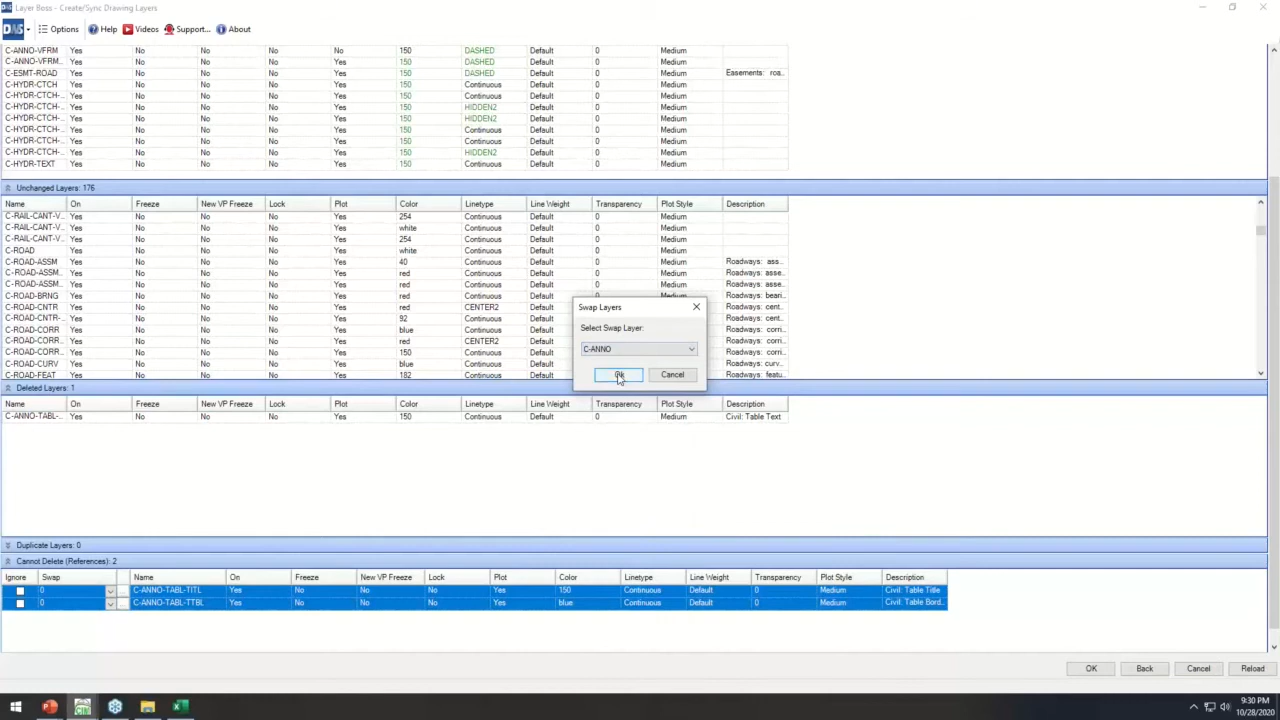 Layer Boss - Create/Sync Drawing Layers
DAS Options Help Videos Support... About
C-ANNO-VFRM Yes No No No 150 DASHED Default 0 Medium
C-ANNO-VFRM... Yes No No Yes 150 DASHED Default 0 Medium
C-ESMT-ROAD Yes No No Yes 150 DASHED Default 0 Medium Easements: roa..
C-HYDR-CTCH Yes No No Yes 150 Continuous Default 0 Medium
C-HYDR-CTCH-.. Yes No No Yes 150 Continuous Default 0 Medium
C-HYDR-CTCH-.. Yes No No Yes 150 HIDDEN2 Default 0 Medium
C-HYDR-CTCH-.. Yes No No Yes 150 HIDDEN2 Default 0 Medium
C-HYDR-CTCH-.. Yes No No Yes 150 Continuous Default 0 Medium
C-HYDR-CTCH-.. Yes No No Yes 150 Continuous Default 0 Medium
C-HYDR-CTCH-.. Yes No No Yes 150 HIDDEN2 Default 0 Medium
C-HYDR-TEXT Yes No No Yes 150 Continuous Default 0 Medium
Unchanged Layers: 176
Name On Freeze New VP Freeze Lock Plot Color Linetype Line Weight Transparency Plot Style Description
C-RAIL-CANT-V... Yes No No No Yes 254 Continuous Default 0 Medium
C-RAIL-CANT-V... Yes No No No Yes white Continuous Default 0 Medium
C-RAIL-CANT-V... Yes No No No Yes 254 Continuous Default 0 Medium
C-ROAD Yes No No No Yes white Continuous Default 0 Medium
C-ROAD-ASSM Yes No No No Yes 40 Continuous Default 0 Medium Roadways: ass..
C-ROAD-ASSM... Yes No No No Yes red Continuous Default 0 Medium Roadways: asse..
C-ROAD-ASSM... Yes No No No Yes red Continuous Default 0 Medium Roadways: asse..
C-ROAD-BRNG Yes No No No Yes red Continuous Default 0 Medium Roadways: beari..
C-ROAD-CNTR Yes No No No Yes red CENTER2 Default Roadways: cent..
C-ROAD-CNTR-.. Yes No No No Yes 92 Continuous Default Roadways: cent..
C-ROAD-CORR Yes No No No Yes blue Continuous Default Roadways: corri..
C-ROAD-CORR... Yes No No No Yes red CENTER2 Default Roadways: corri..
C-ROAD-CORR... Yes No No No Yes 150 Continuous Default Roadways: corri..
C-ROAD-CURV Yes No No No Yes blue Continuous Default Roadways: curv..
C-ROAD-FEAT Yes No No No Yes 182 Continuous Default Roadways: featu..
Swap Layers
Select Swap Layer:
C-ANNO
Ok Cancel
Deleted Layers: 1
Name On Freeze New VP Freeze Lock Plot Color Linetype Line Weight Transparency Plot Style Description
C-ANNO-TABL-.. Yes No No No Yes 150 Continuous Default 0 Medium Civil: Table Text
Duplicate Layers: 0
Cannot Delete (References): 2
Ignore Swap Name On Freeze New VP Freeze Lock Plot Color Linetype Line Weight Transparency Plot Style Description
0 C-ANNO-TABL-TITL Yes No No No Yes 150 Continuous Default 0 Medium Civil: Table Title
0 C-ANNO-TABL-TTBL Yes No No No Yes blue Continuous Default 0 Medium Civil: Table Bord..
OK Back Cancel Reload
9:30 PM
10/28/2020